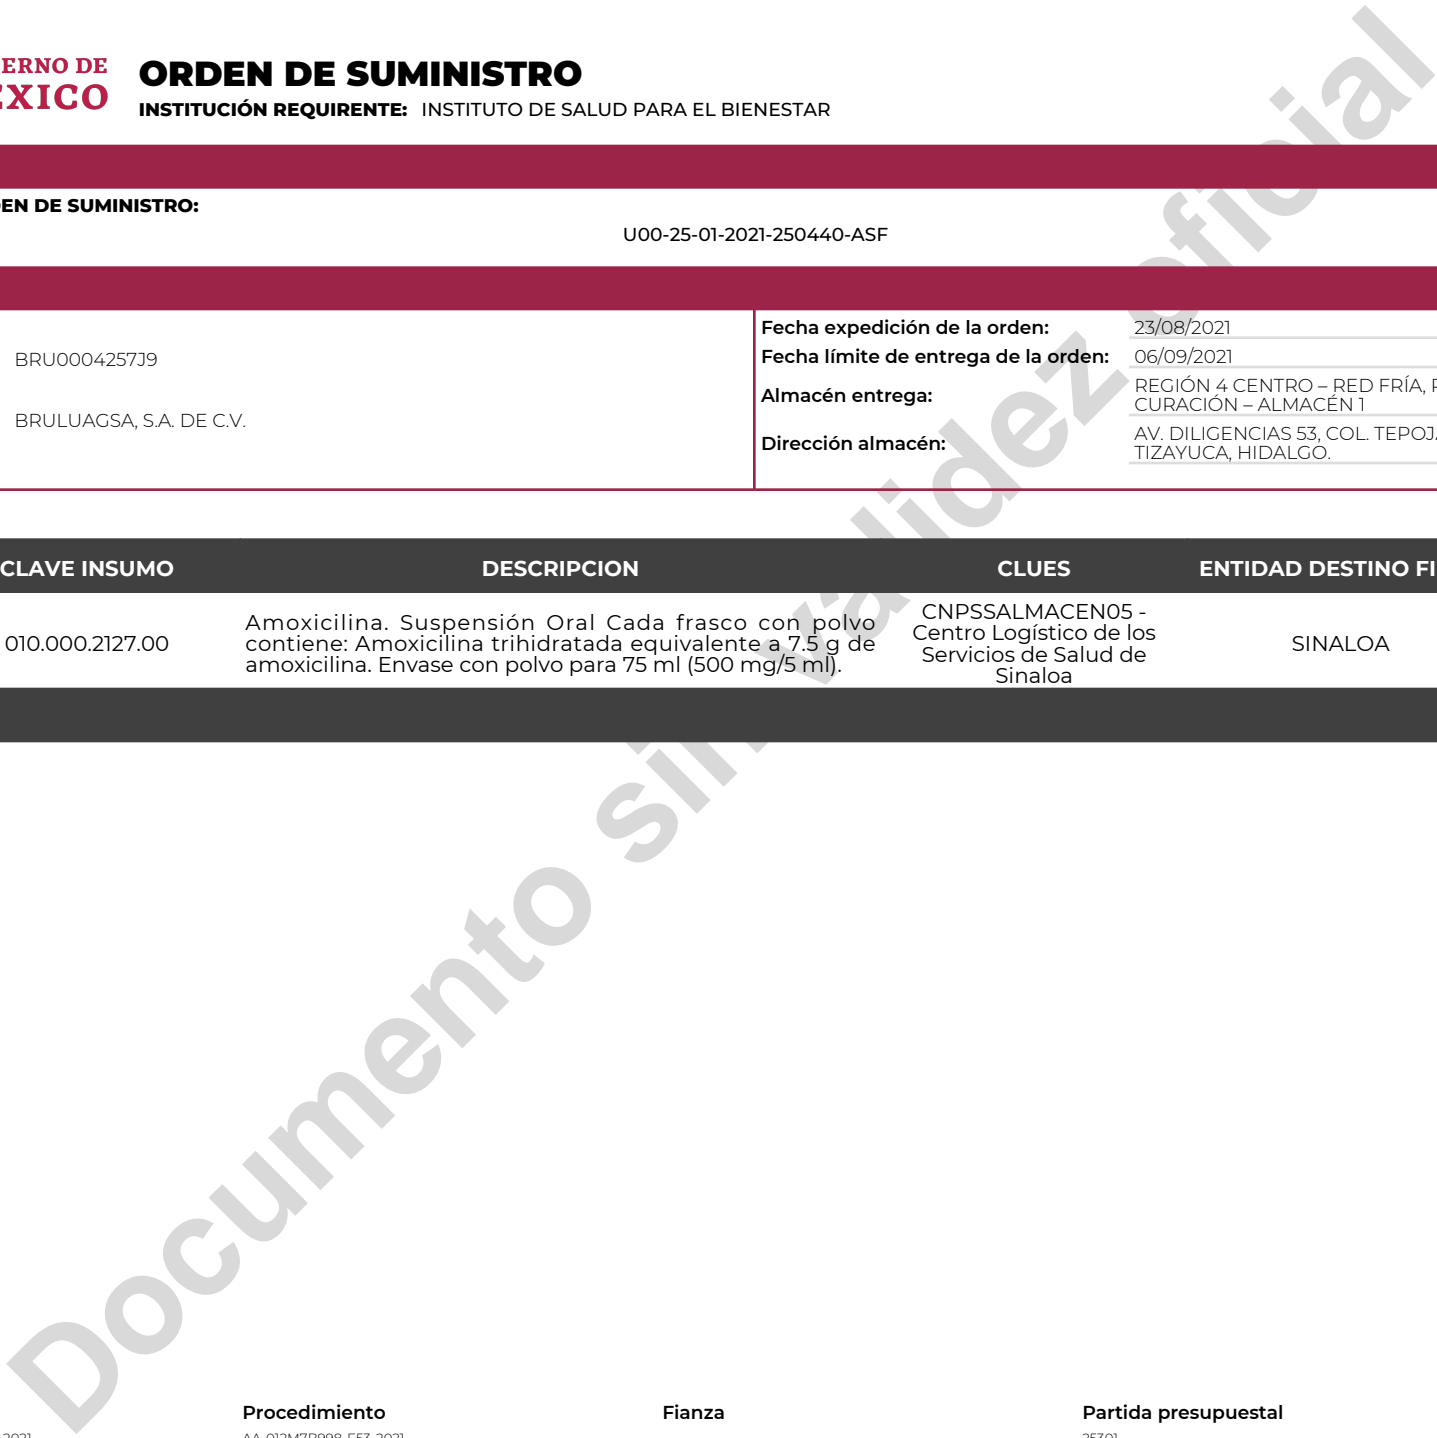 ERNO DE
EXICO
ORDEN DE SUMINISTRO
INSTITUCIÓN REQUIRENTE: INSTITUTO DE SALUD PARA EL BIENESTAR
EN DE SUMINISTRO:
U00-25-01-2021-250440-ASF
BRU0004257J9
BRULUAGSA, S.A. DE C.V.
Fecha expedición de la orden: 23/08/2021
Fecha límite de entrega de la orden: 06/09/2021
Almacén entrega: REGIÓN 4 CENTRO – RED FRÍA,
CURACIÓN – ALMACÉN 1
Dirección almacén: AV. DILIGENCIAS 53, COL. TEPOJA
TIZAYUCA, HIDALGO.
CLAVE INSUMO DESCRIPCION CLUES ENTIDAD DESTINO FI
010.000.2127.00
Amoxicilina. Suspensión Oral Cada frasco con polvo
contiene: Amoxicilina trihidratada equivalente a 7.5 g de
amoxicilina. Envase con polvo para 75 ml (500 mg/5 ml).
CNPSSALMACEN05 -
Centro Logístico de los
Servicios de Salud de
Sinaloa
SINALOA
Documento sin validez oficial
Procedimiento Fianza Partida presupuestal